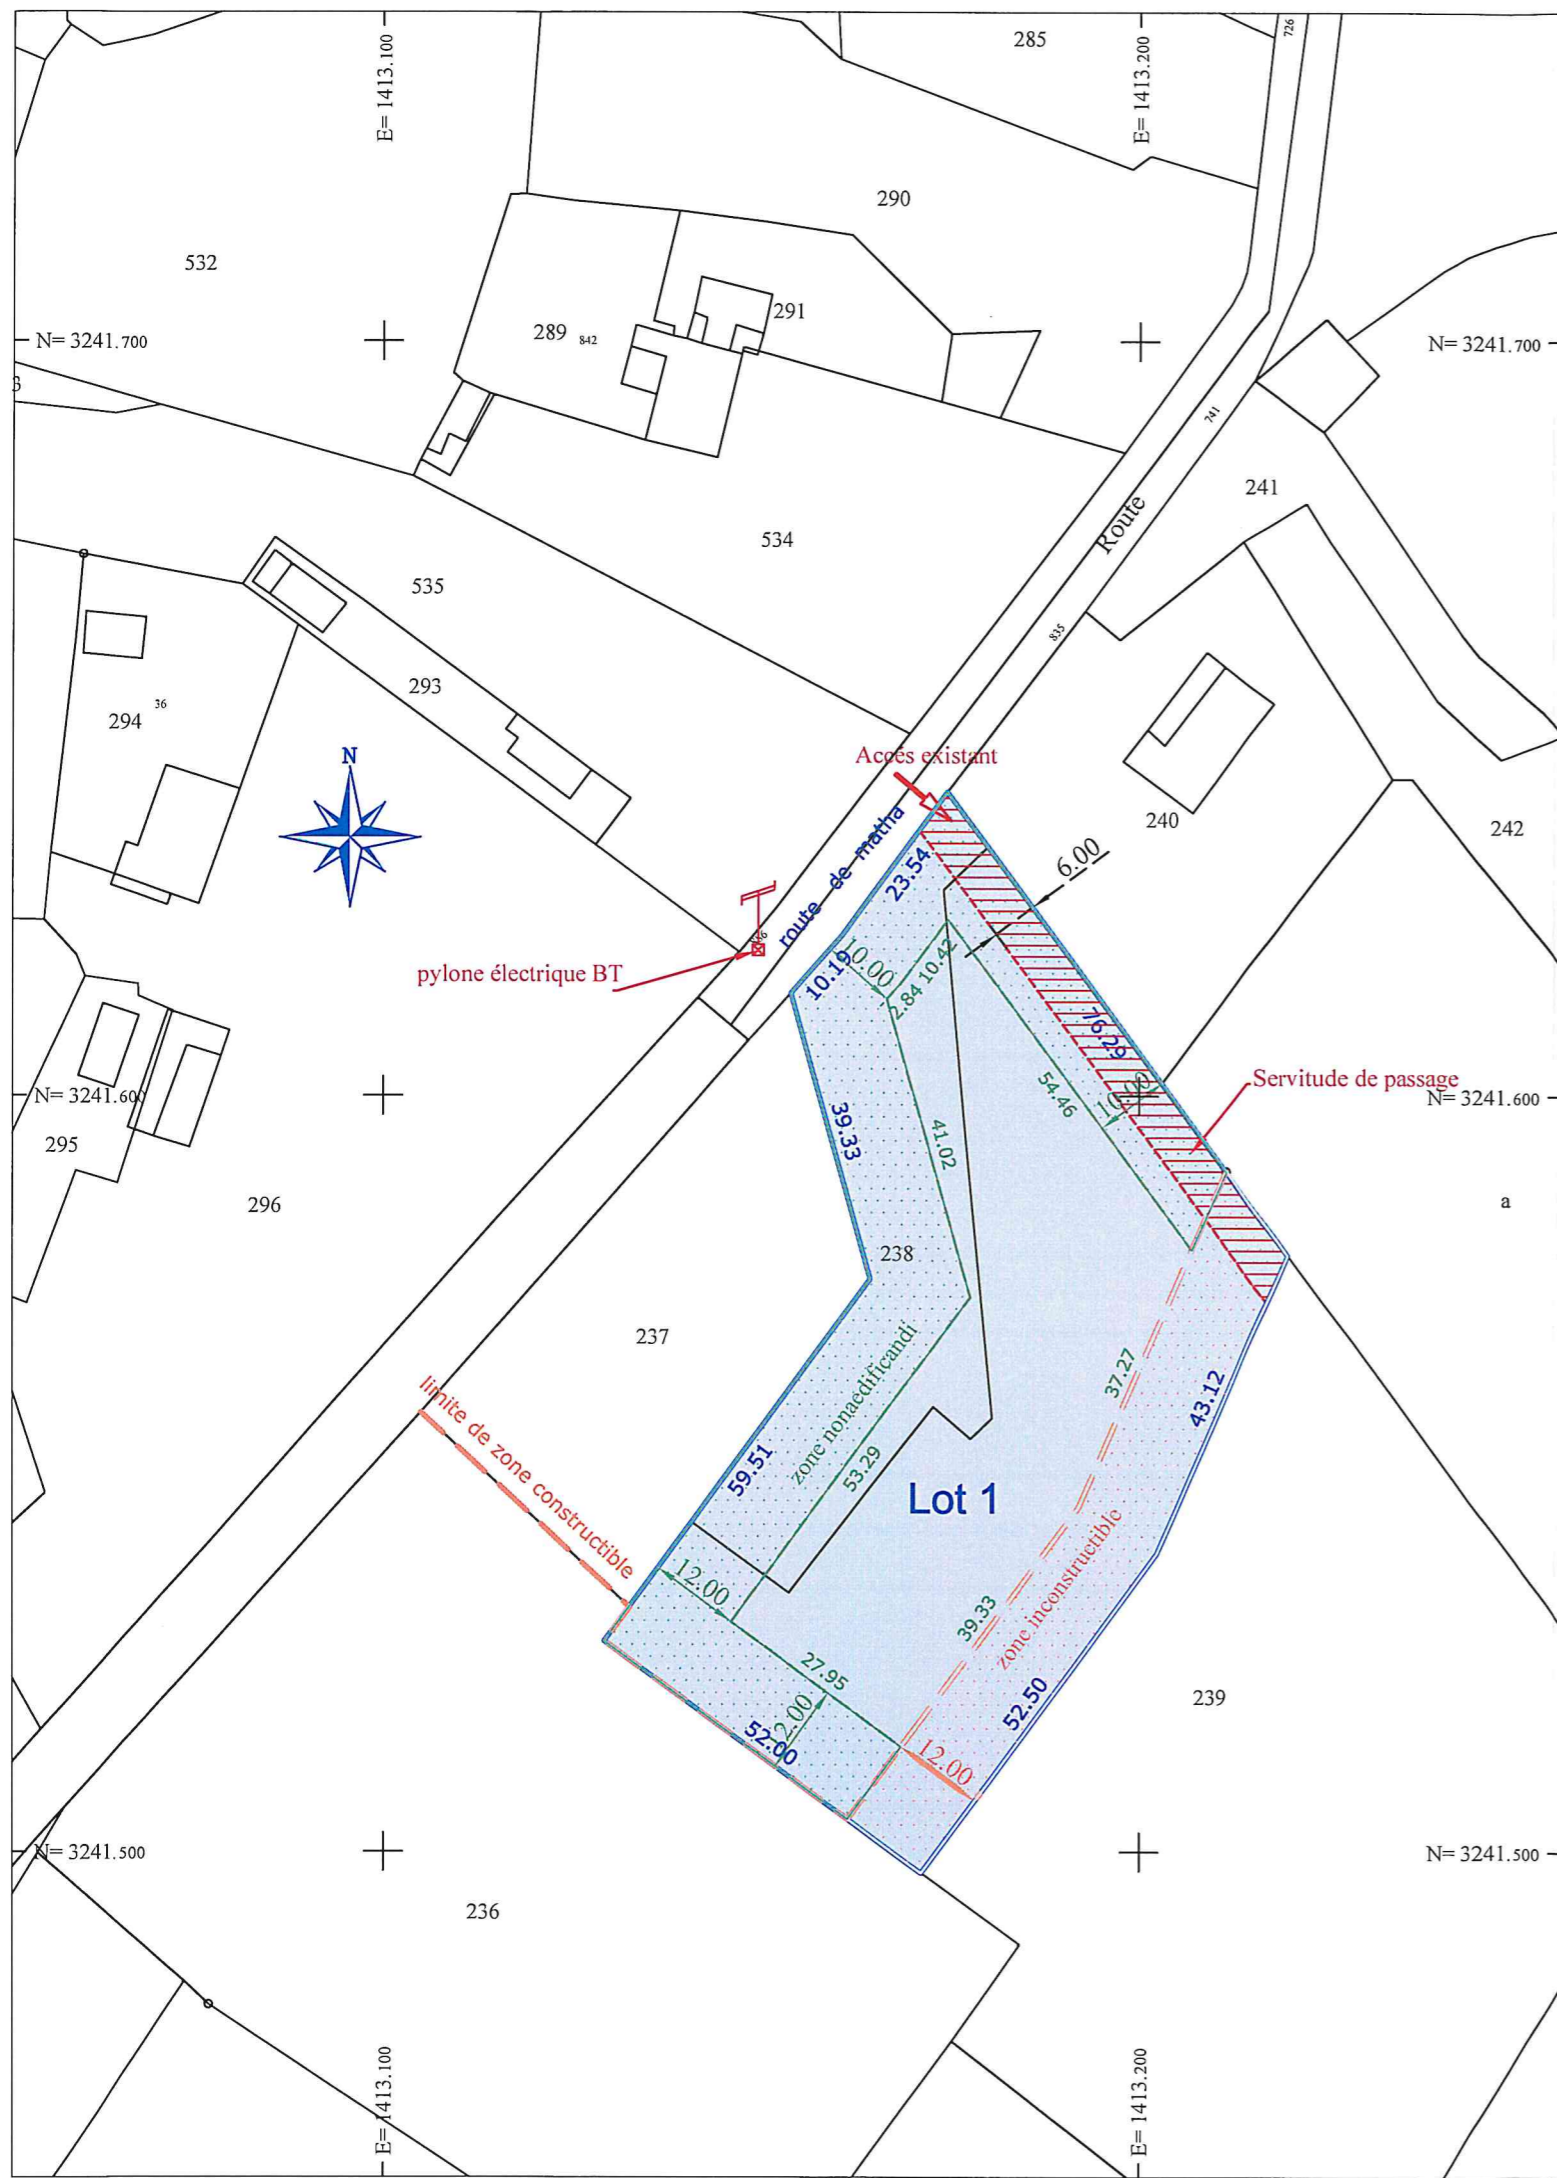 285
726
E= 1413.100
E= 1413.200
290
532
291
289
842
N= 3241.700
N= 3241.700
3
741
241
Route
534
535
835
293
294
36
N
Accés existant
240
242
6.00
route de matha
23.54
pylone électrique BT
10.19
10.00
10.42
2.84
76.29
54.46
10.00
Servitude de passage
N= 3241.600
N= 3241.600
39.33
41.02
295
296
a
238
237
37.27
43.12
limite de zone constructible
zone nonaedificandi
59.51
53.29
Lot 1
12.00
39.33
zone inconstructible
27.95
52.50
239
52.00
12.00
N= 3241.500
N= 3241.500
236
E= 1413.100
E= 1413.200